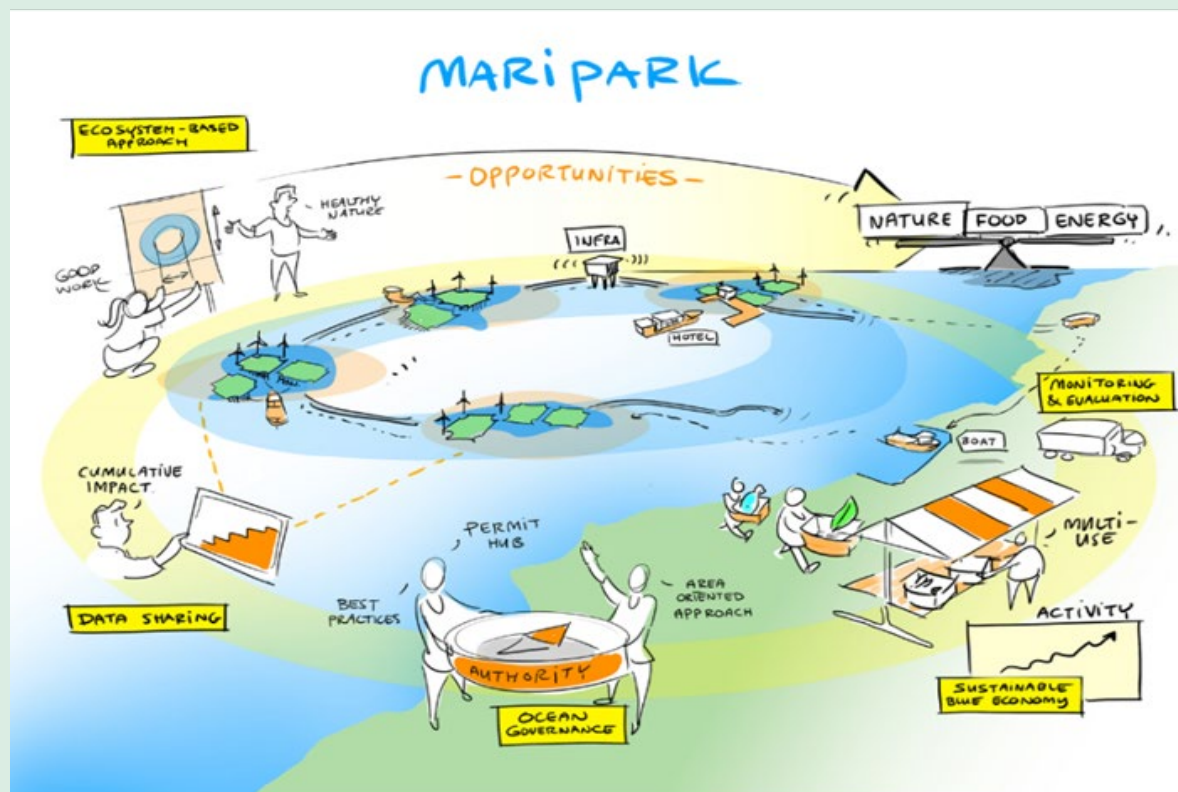 MARIPARK
ECOSYSTEM-BASED
APPROACH
- OPPORTUNITIES -
HEALTHY
NATURE
GOOD
WORK
INFRA
NATURE FOOD ENERGY
HOTEL
MONITORING
& EVALUATION
BOAT
CUMULATIVE
IMPACT.
PERMIT
HUB
MULTI-
USE
BEST
PRACTICES
AREA
ORIENTED
APPROACH
DATA SHARING
AUTHORITY
ACTIVITY
OCEAN
GOVERNANCE
SUSTAINABLE
BLUE ECONOMY